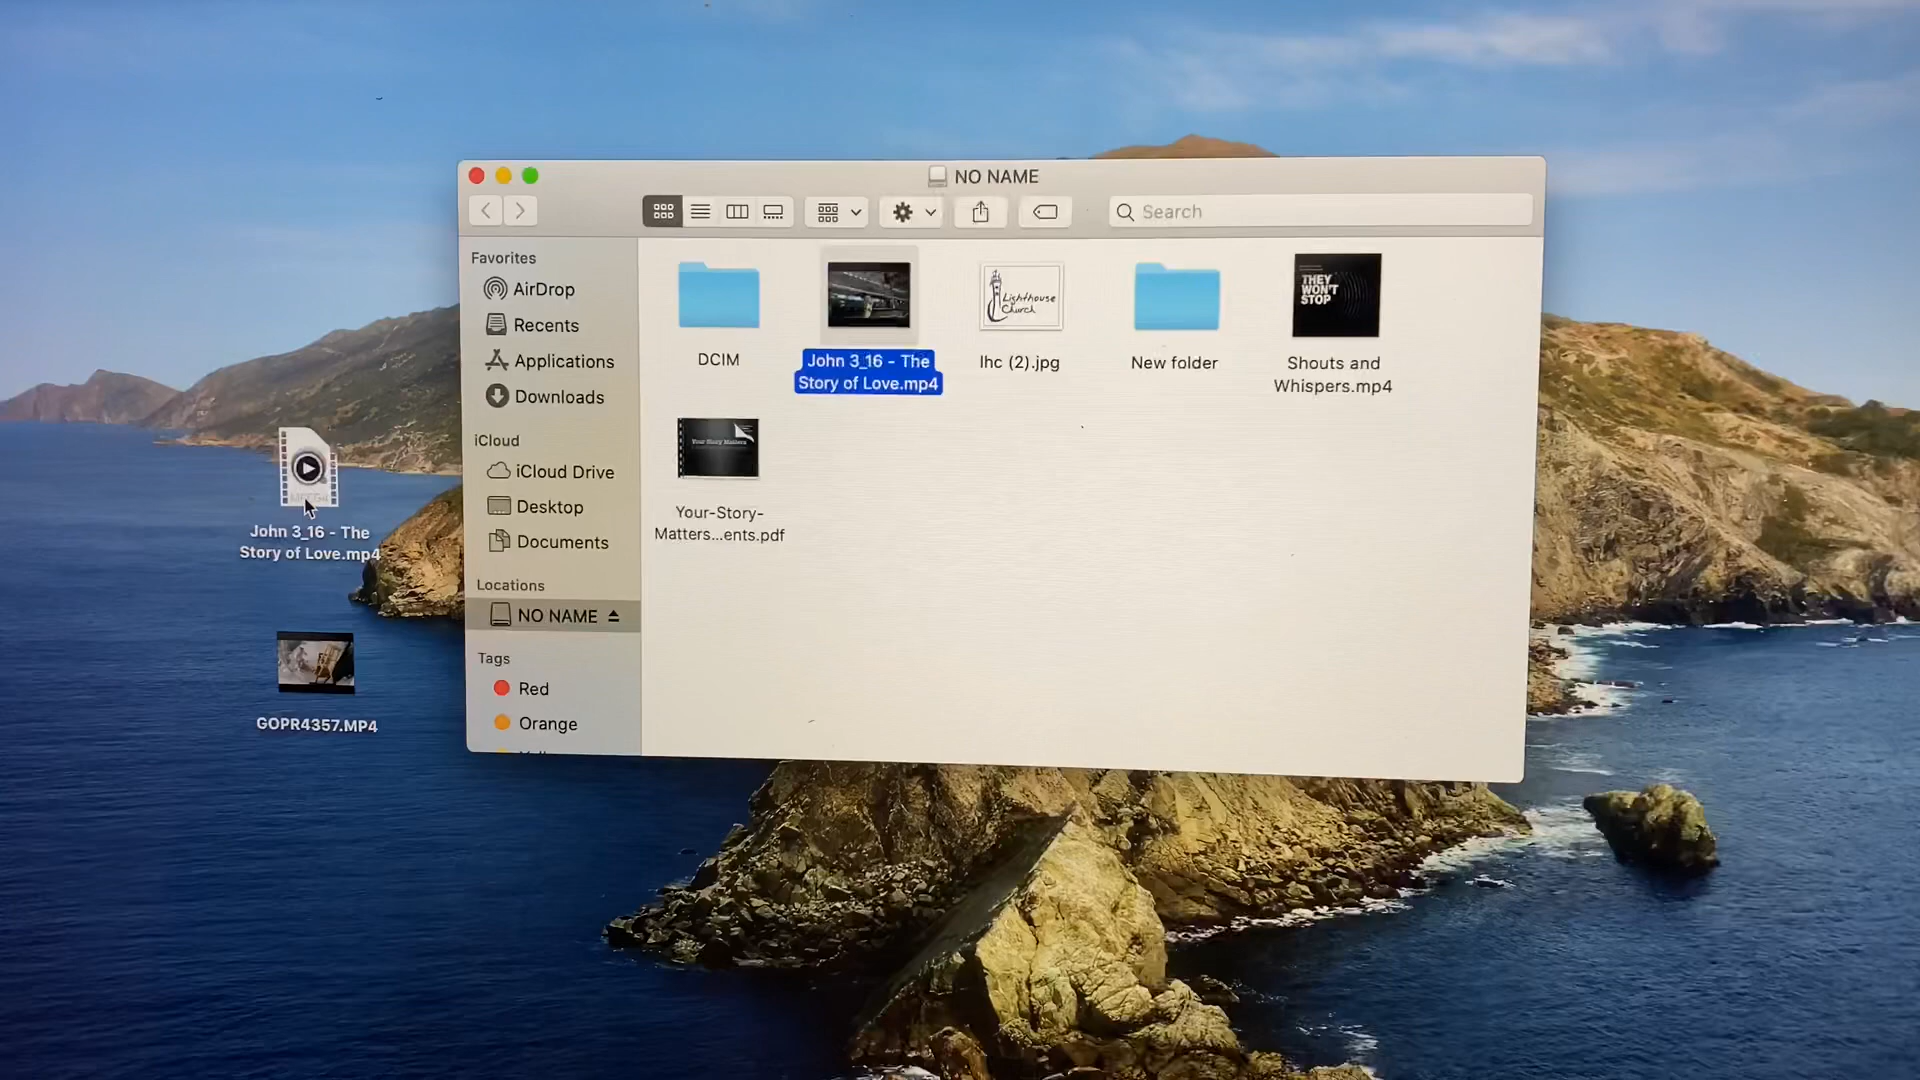 NO NAME
Search
Favorites
AirDrop
Recents
Applications
Downloads
iCloud
iCloud Drive
Desktop
Documents
Locations
NO NAME
Tags
Red
Orange
DCIM
John 3_16 - The
Story of Love.mp4
Lighthouse
Church
lhc (2).jpg
New folder
THEY
WON'T
STOP
Shouts and
Whispers.mp4
Your Story Matters
Your-Story-
Matters...ents.pdf
MPEG4
John 3_16 - The
Story of Love.mp4
GOPR4357.MP4